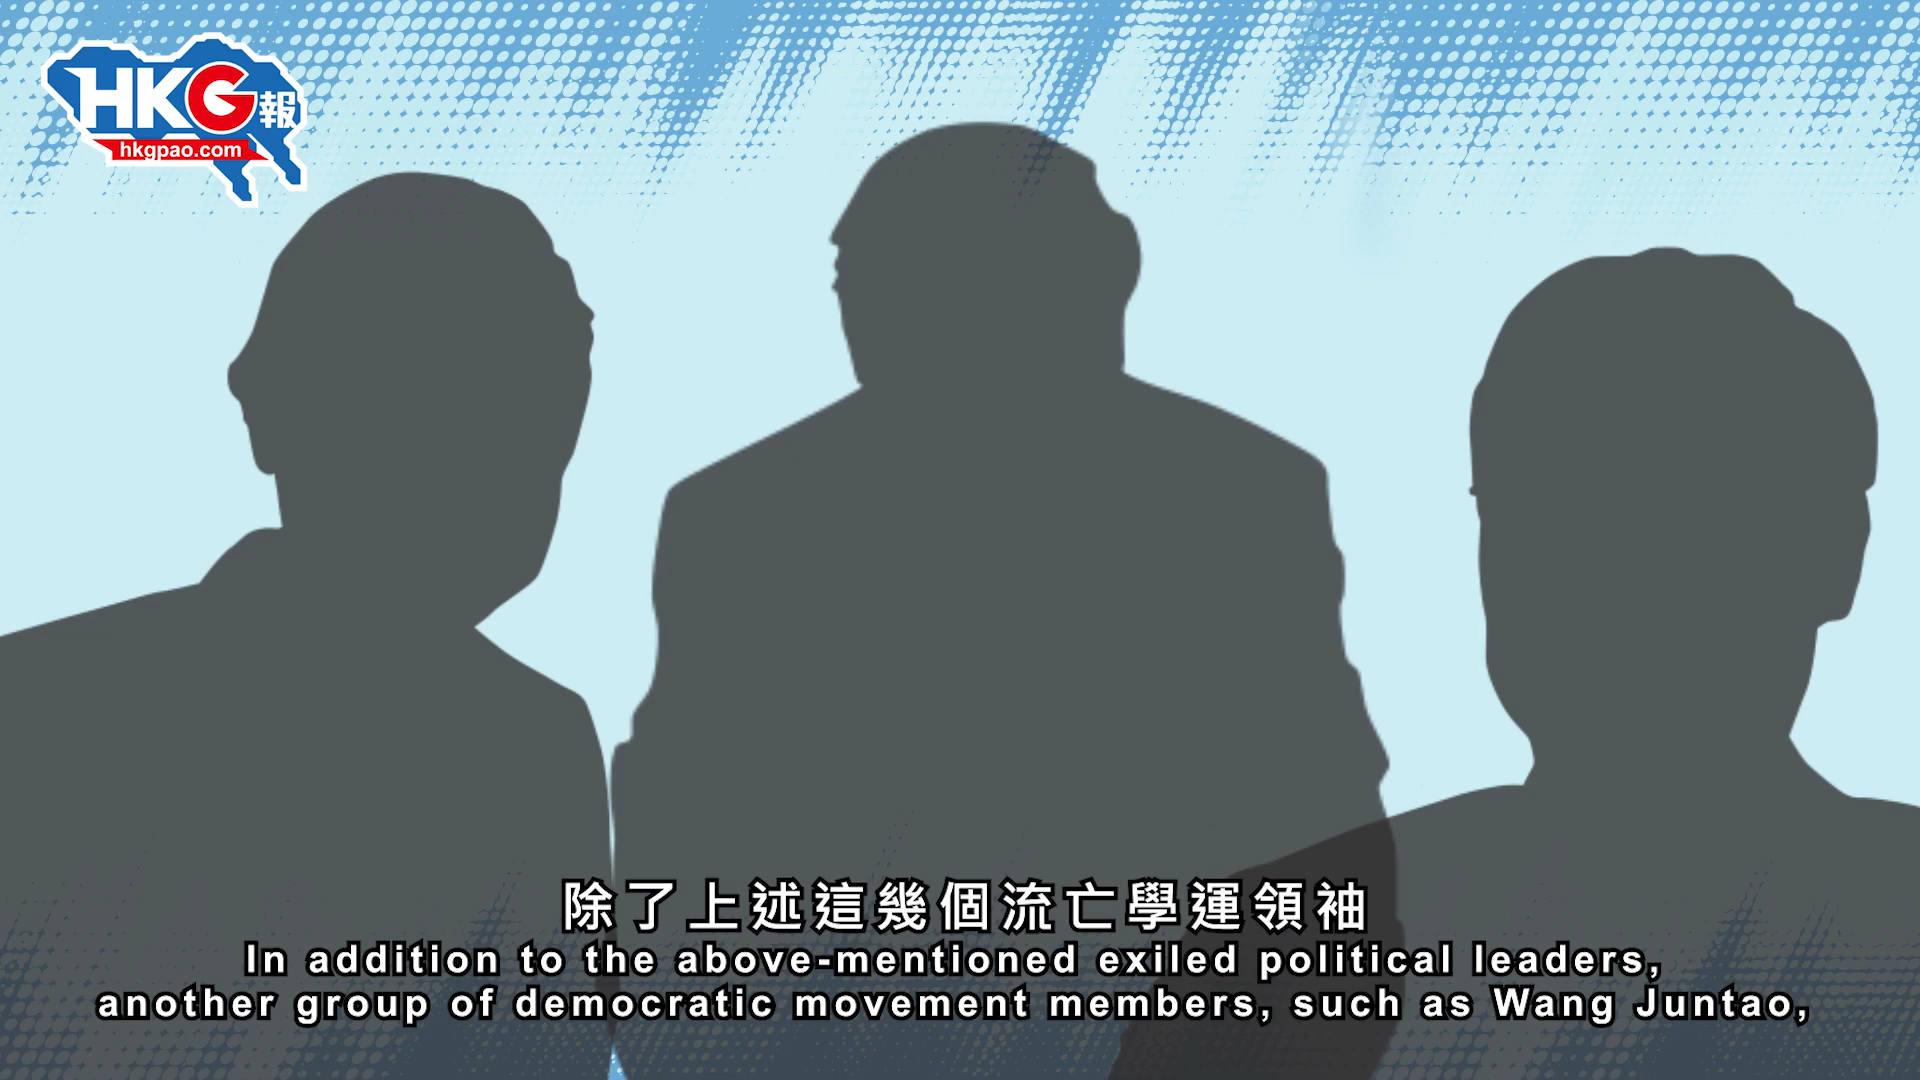 HKG報
hkgpao.com
除了上述這幾個流亡學運領袖
In addition to the above-mentioned exiled political leaders,
another group of democratic movement members, such as Wang Juntao,